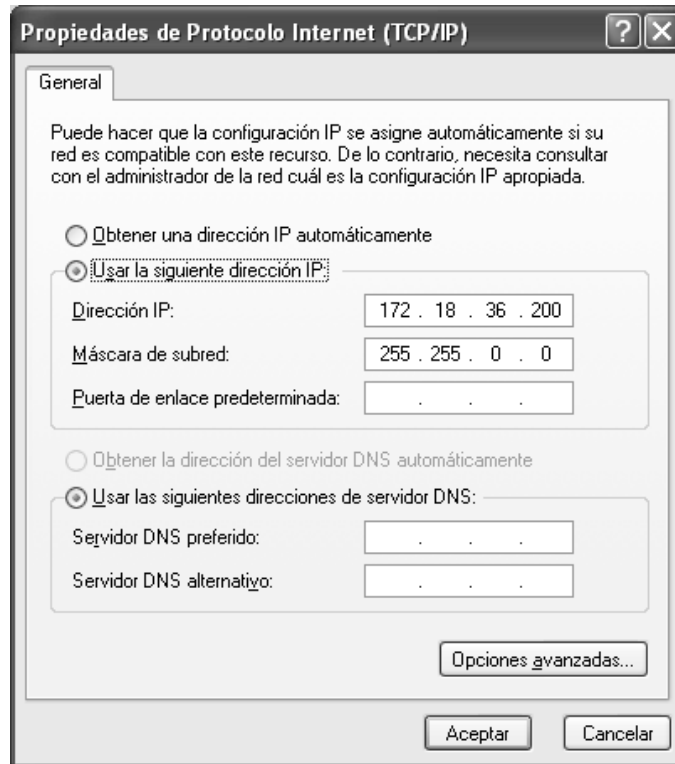 Propiedades de Protocolo Internet (TCP/IP)
General
Puede hacer que la configuración IP se asigne automáticamente si su
red es compatible con este recurso. De lo contrario, necesita consultar
con el administrador de la red cuál es la configuración IP apropiada.
Obtener una dirección IP automáticamente
Usar la siguiente dirección IP:
Dirección IP: 172 . 18 . 36 . 200
Máscara de subred: 255 . 255 . 0 . 0
Puerta de enlace predeterminada: . . .
Obtener la dirección del servidor DNS automáticamente
Usar las siguientes direcciones de servidor DNS:
Servidor DNS preferido: . . .
Servidor DNS alternativo: . . .
Opciones avanzadas...
Aceptar Cancelar